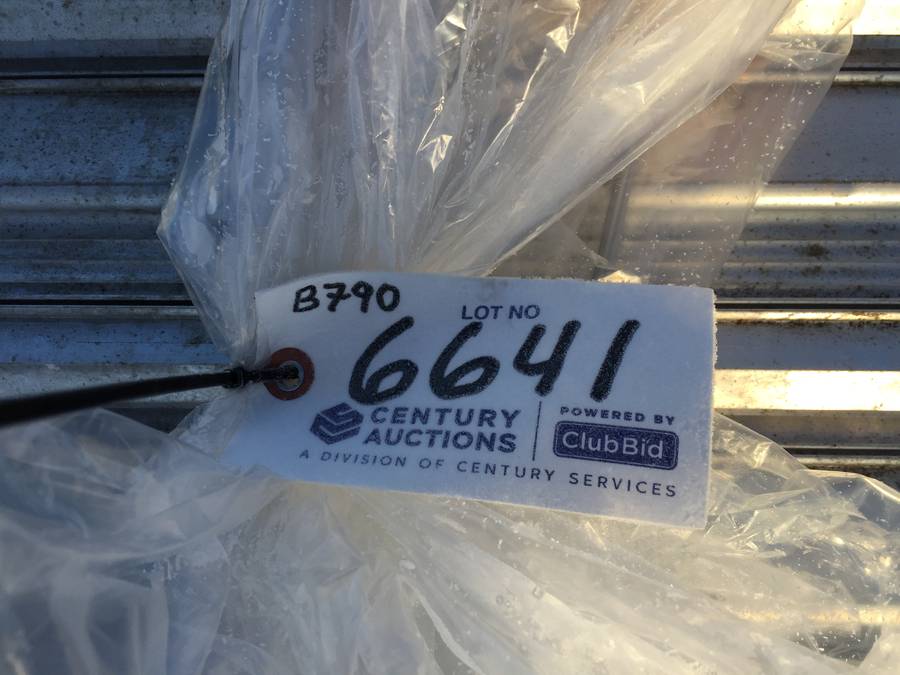 B790
LOT NO
6641
CENTURY
AUCTIONS
POWERED BY
ClubBid
A DIVISION OF CENTURY SERVICES